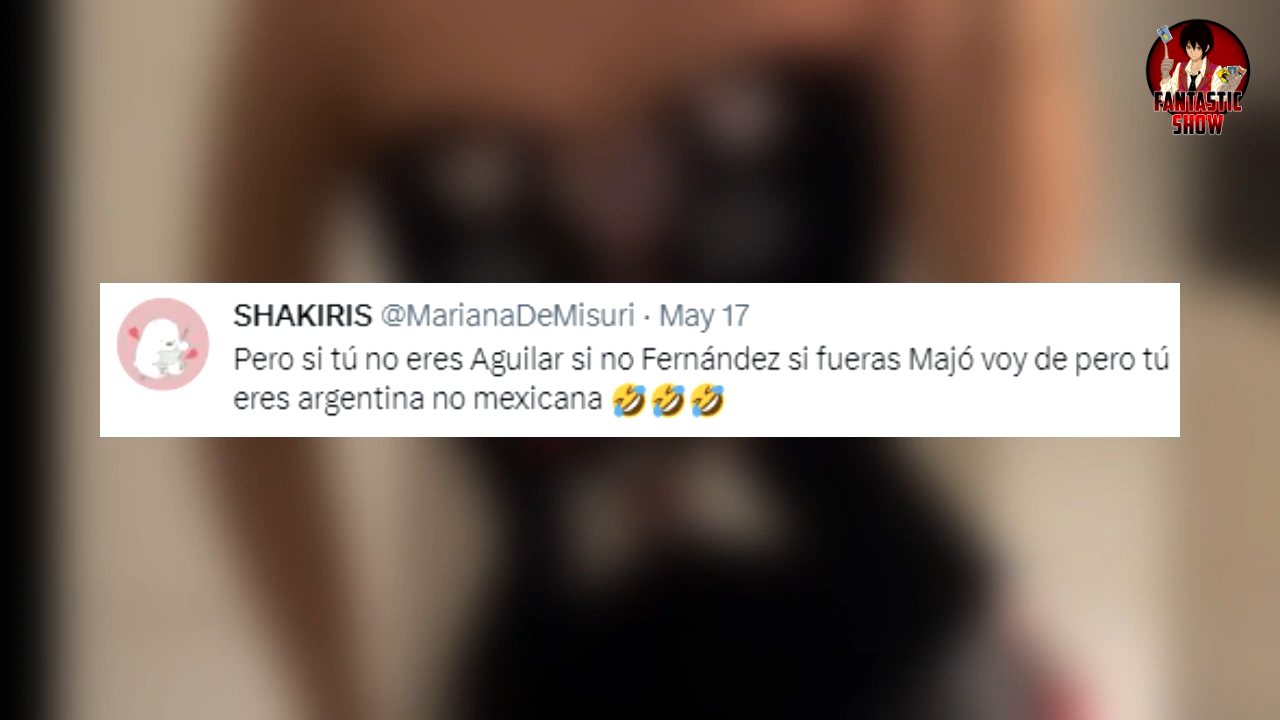 FANTASTIC
SHOW
SHAKIRIS @MarianaDeMisuri · May 17
Pero si tú no eres Aguilar si no Fernández si fueras Majó voy de pero tú
eres argentina no mexicana 🤣🤣🤣